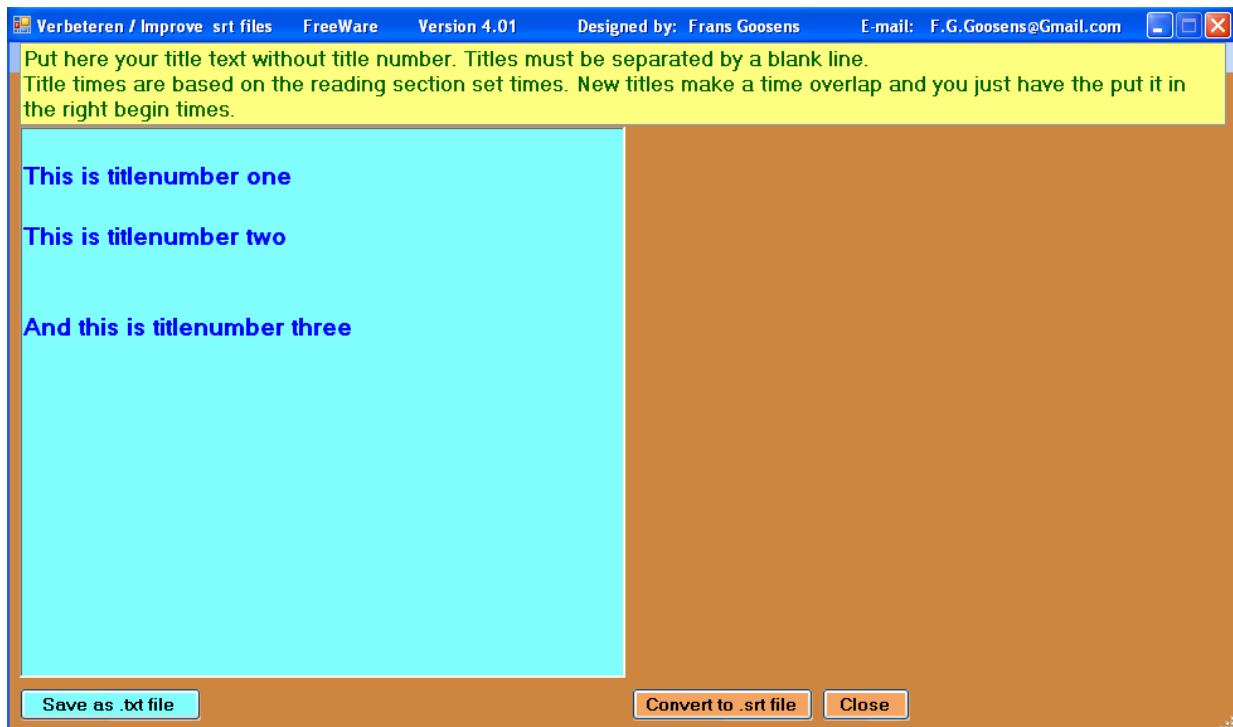 Verbeteren / Improve srt files FreeWare Version 4.01 Designed by: Frans Goosens E-mail: F.G.Goosens@Gmail.com
Put here your title text without title number. Titles must be separated by a blank line.
Title times are based on the reading section set times. New titles make a time overlap and you just have the put it in
the right begin times.
This is titlenumber one
This is titlenumber two
And this is titlenumber three
Save as .txt file Convert to .srt file Close